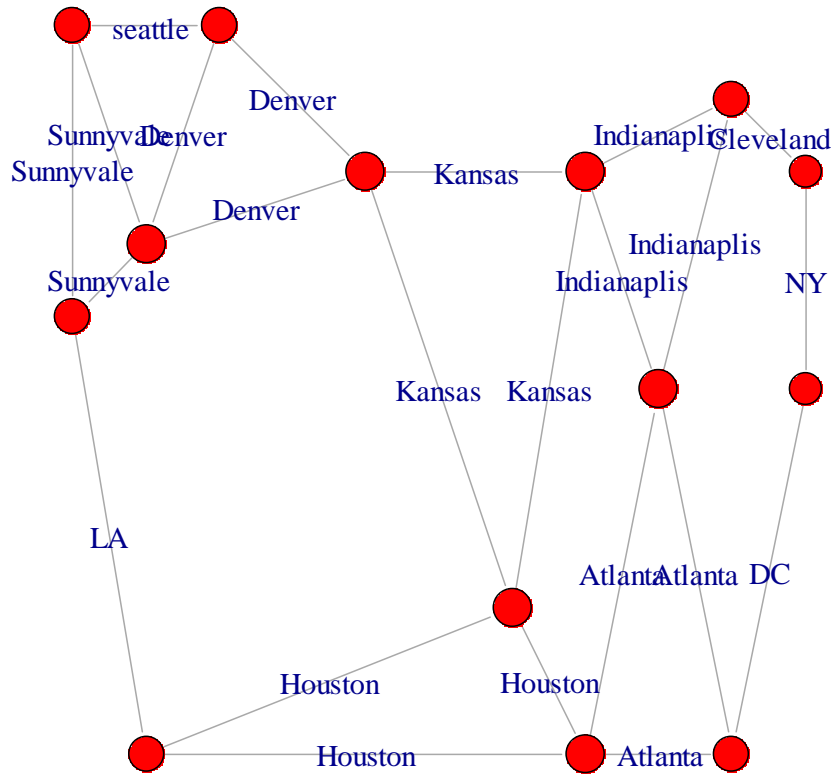 seattle
Denver
Sunnyvale
Denver
Indianaplis
Cleveland
Sunnyvale
Kansas
Denver
Indianaplis
Sunnyvale
Indianaplis
NY
Kansas
Kansas
LA
Atlanta
Atlanta
DC
Houston
Houston
Houston
Atlanta